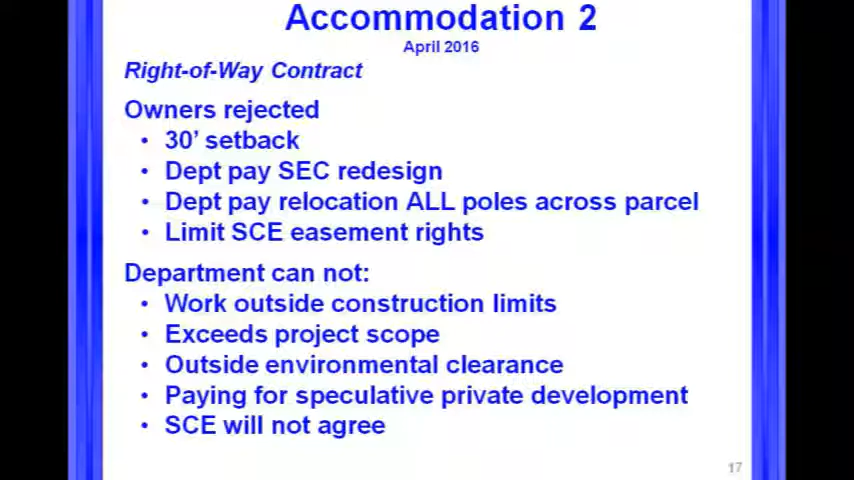 Accommodation 2
April 2016
Right-of-Way Contract
Owners rejected
• 30’ setback
• Dept pay SEC redesign
• Dept pay relocation ALL poles across parcel
• Limit SCE easement rights
Department can not:
• Work outside construction limits
• Exceeds project scope
• Outside environmental clearance
• Paying for speculative private development
• SCE will not agree
17